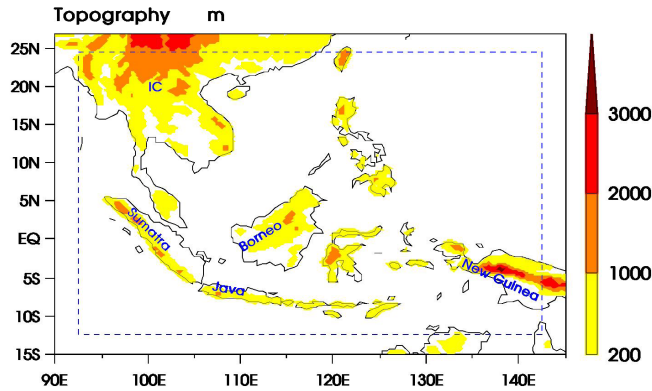 Topography m
25N
20N
15N
10N
5N
EQ
5S
10S
15S
90E 100E 110E 120E 130E 140E
IC
Sumatra
Borneo
Java
New Guinea
3000
2000
1000
200